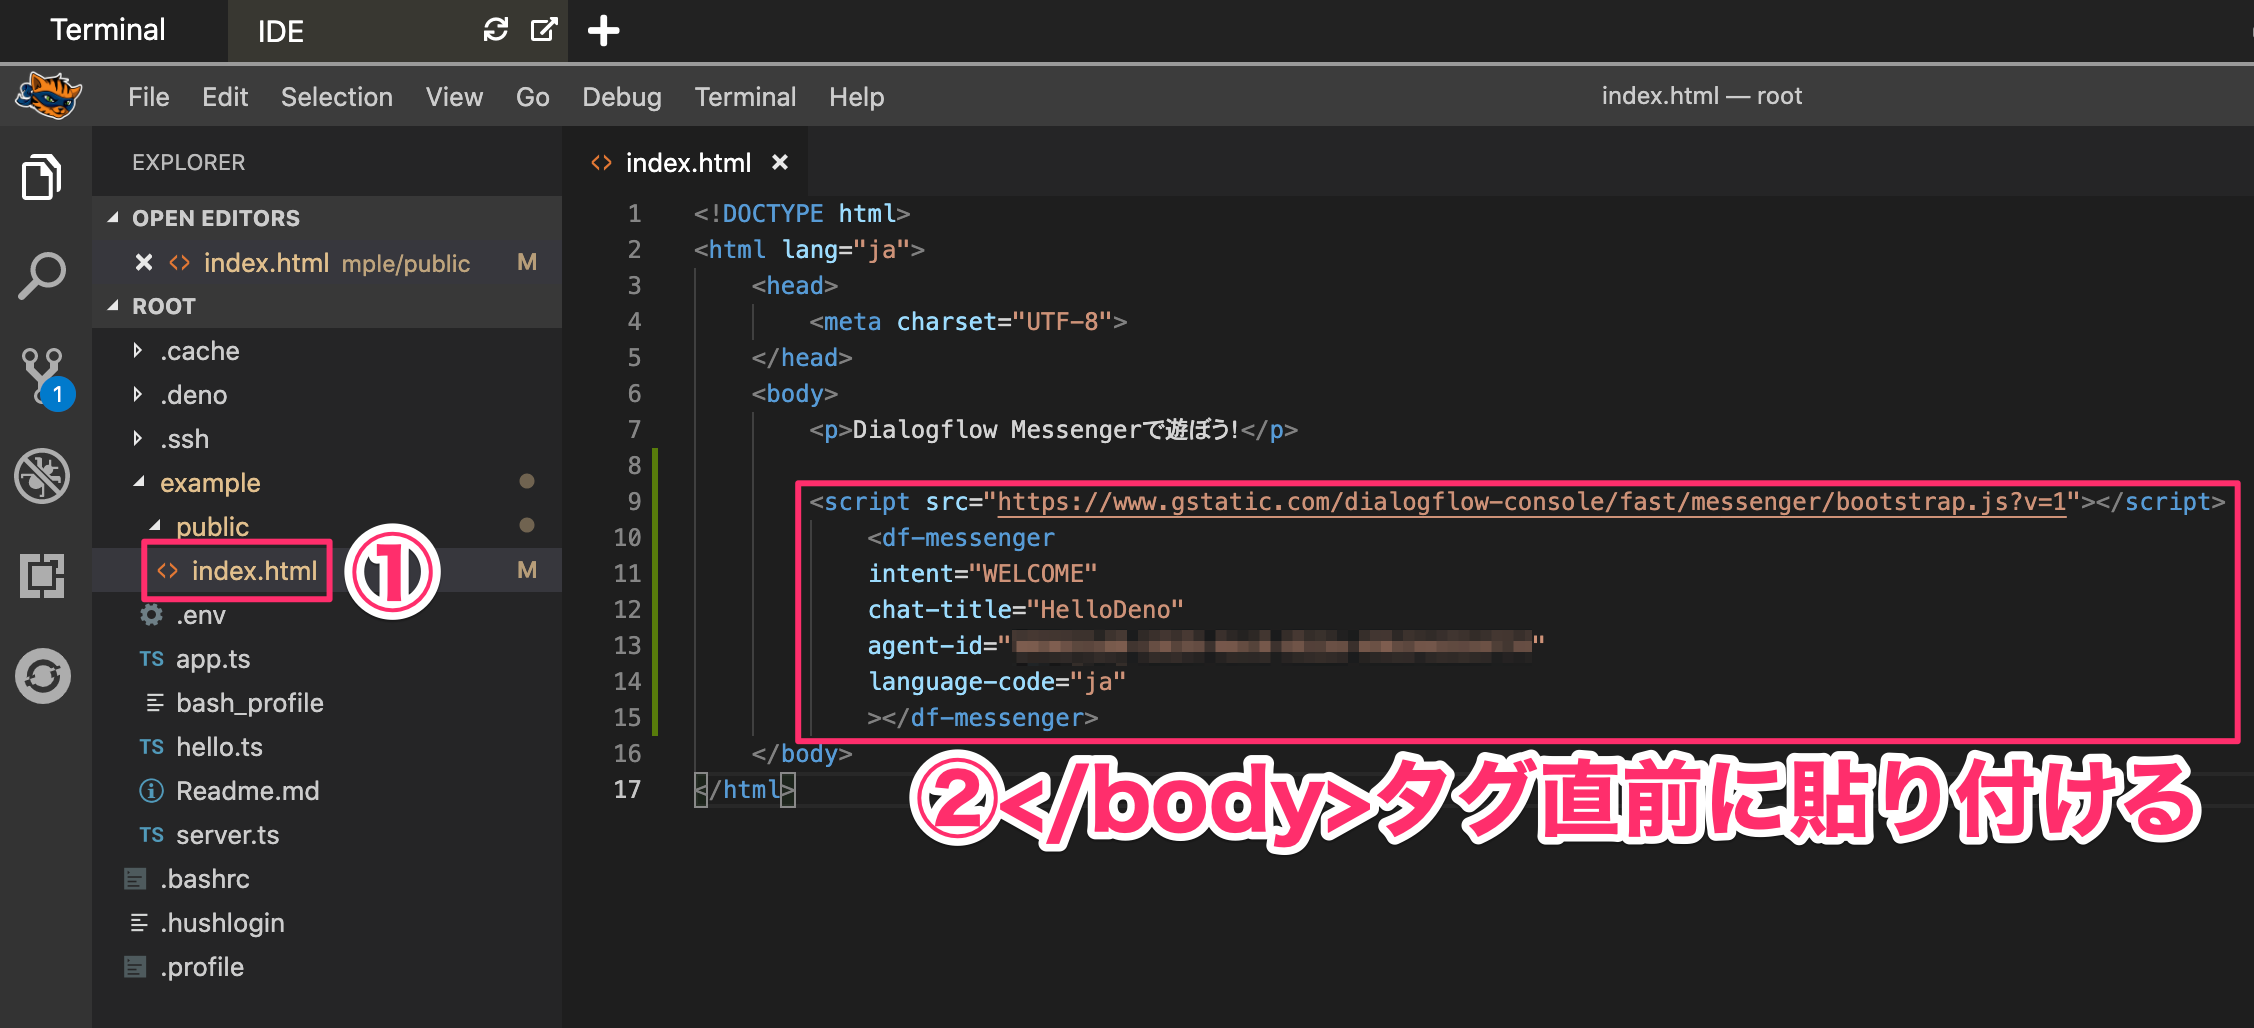 Terminal
IDE
File Edit Selection View Go Debug Terminal Help
index.html — root
EXPLORER
OPEN EDITORS
index.html mple/public M
ROOT
.cache
.deno
.ssh
example
public
index.html M
①
.env
TS app.ts
bash_profile
TS hello.ts
Readme.md
TS server.ts
.bashrc
.hushlogin
.profile
1
index.html
1 <!DOCTYPE html>
2 <html lang="ja">
3 <head>
4 <meta charset="UTF-8">
5 </head>
6 <body>
7 <p>Dialogflow Messengerで遊ぼう!</p>
8
9 <script src="https://www.gstatic.com/dialogflow-console/fast/messenger/bootstrap.js?v=1"></script>
10 <df-messenger
11 intent="WELCOME"
12 chat-title="HelloDeno"
13 agent-id=" "
14 language-code="ja"
15 ></df-messenger>
16 </body>
17 </html>
②</body>タグ直前に貼り付ける